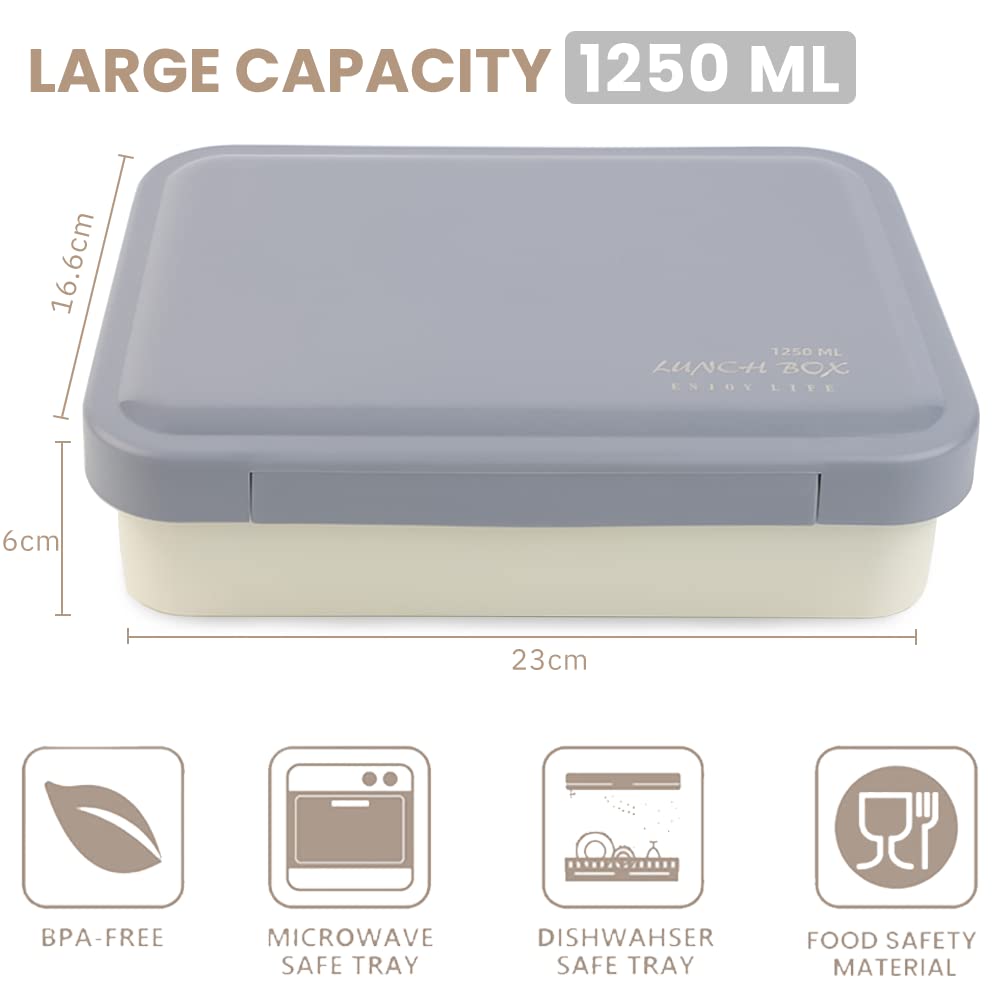 LARGE CAPACITY 1250 ML
16.6cm
1250 ML
LUNCH BOX
ENJOY LIFE
6cm
23cm
BPA-FREE
MICROWAVE
SAFE TRAY
DISHWAHSER
SAFE TRAY
FOOD SAFETY
MATERIAL